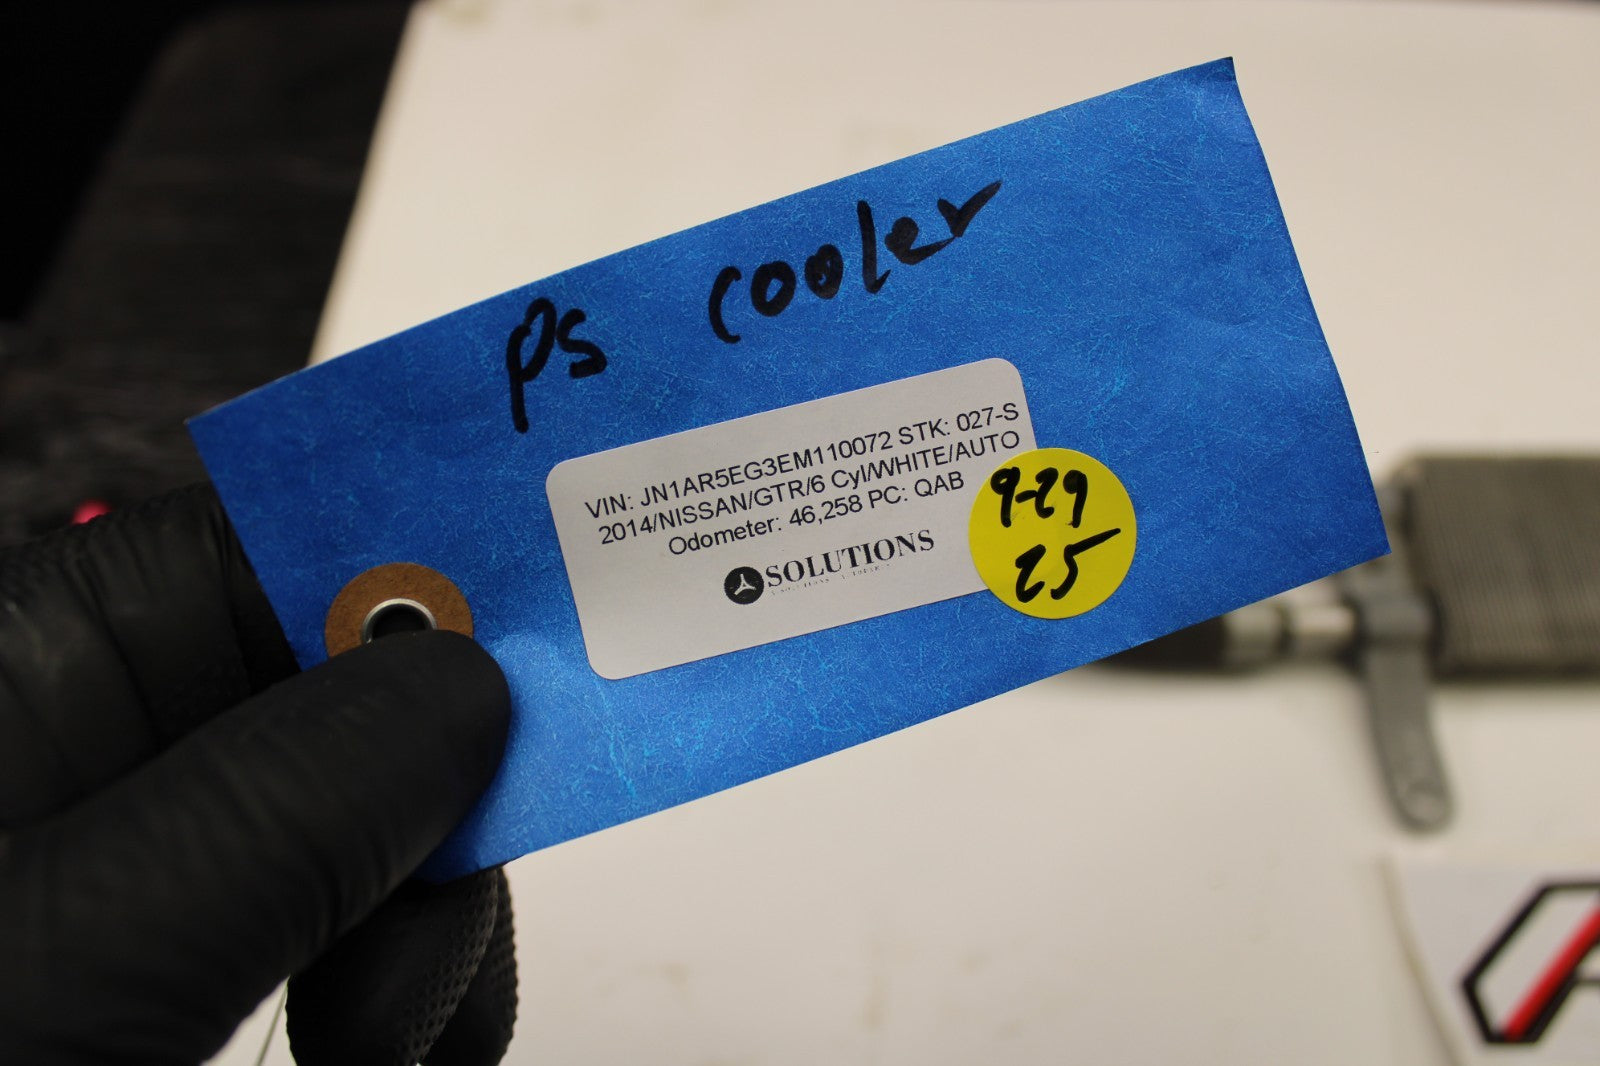 PS cooler
VIN: JN1AR5EG3EM110072 STK: 027-S
2014/NISSAN/GTR/6 Cyl/WHITE/AUTO
Odometer: 46,258 PC: QAB
SOLUTIONS
9-29
25